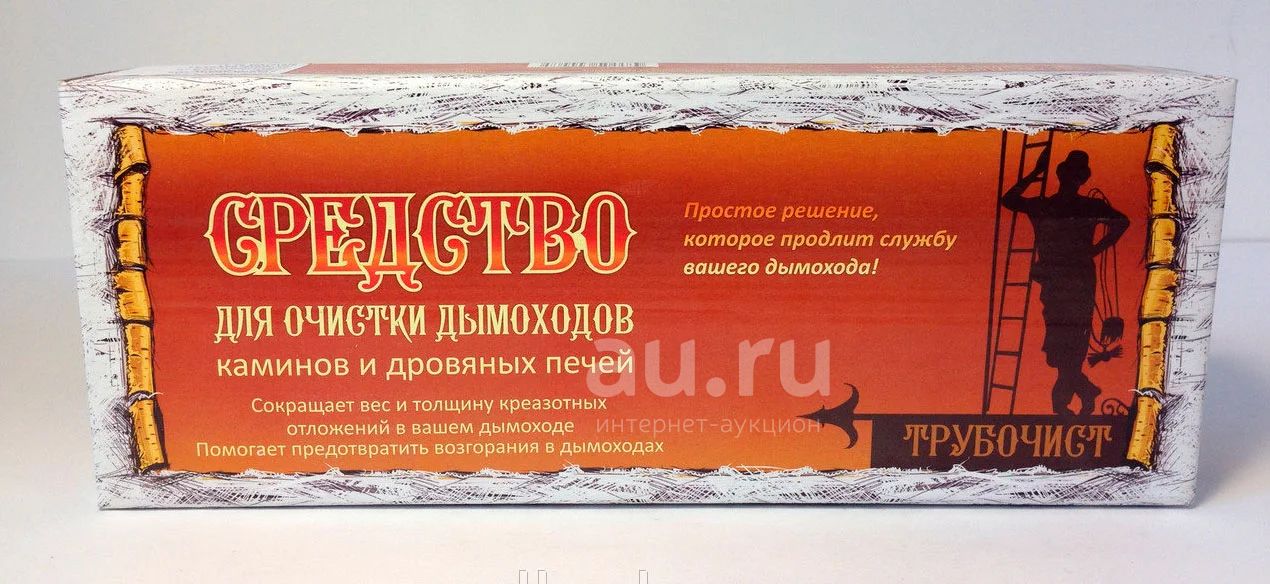 СРЕДСТВО
ДЛЯ ОЧИСТКИ ДЫМОХОДОВ
каминов и дровяных печей
Сокращает вес и толщину креазотных
отложений в вашем дымоходе
Помогает предотвратить возгорания в дымоходах
Простое решение,
которое продлит службу
вашего дымохода!
ТРУБОЧИСТ
au.ru
интернет-аукцион